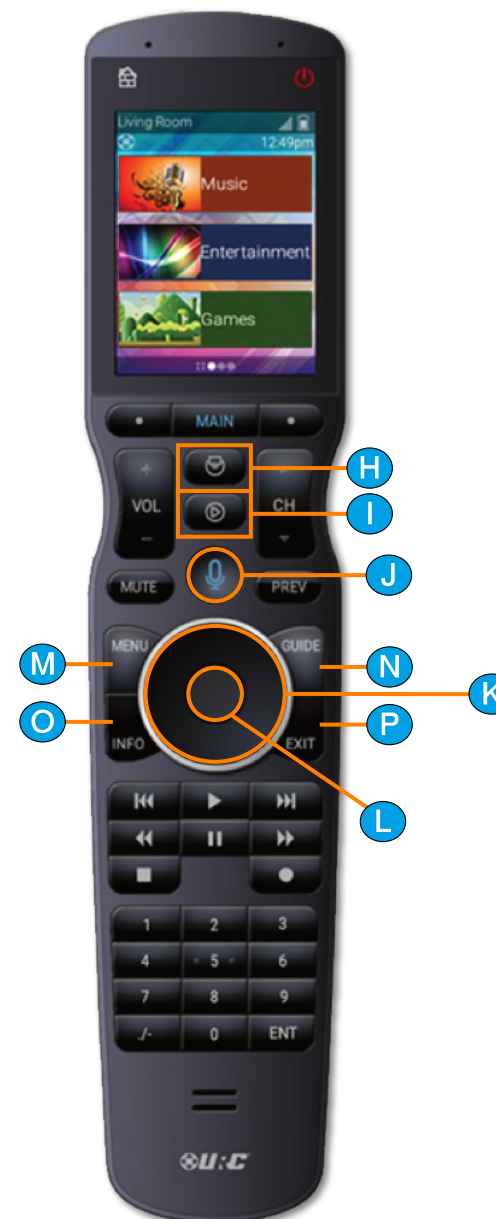 Living Room
12:49pm
Music
Entertainment
Games
MAIN
H
VOL
CH
I
J
MUTE
PREV
MENU
GUIDE
M
N
K
O
P
INFO
EXIT
L
1 2 3
4 5 6
7 8 9
./- 0 ENT
URC